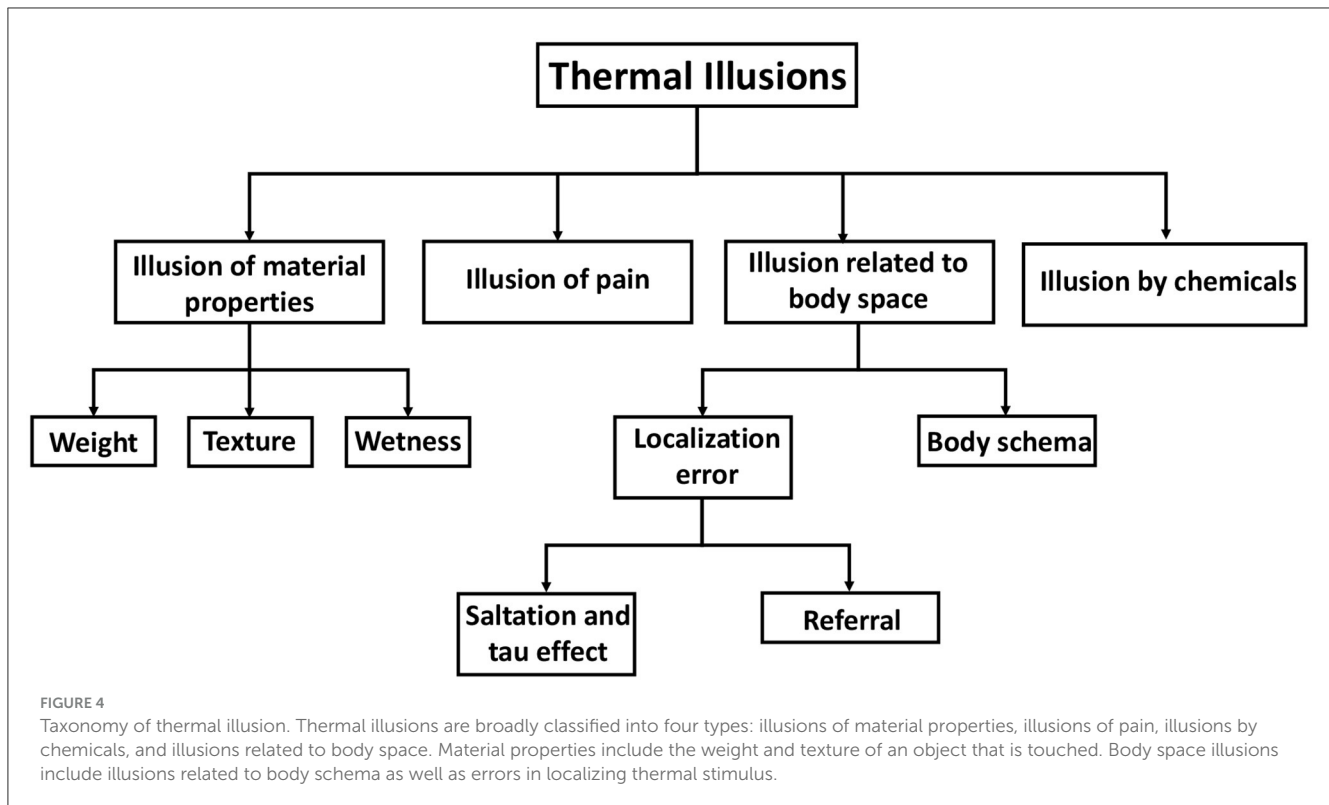 Thermal Illusions
Illusion of material
properties
Illusion of pain
Illusion related to
body space
Illusion by chemicals
Weight
Texture
Wetness
Localization
error
Body schema
Saltation and
tau effect
Referral
FIGURE 4
Taxonomy of thermal illusion. Thermal illusions are broadly classified into four types: illusions of material properties, illusions of pain, illusions by
chemicals, and illusions related to body space. Material properties include the weight and texture of an object that is touched. Body space illusions
include illusions related to body schema as well as errors in localizing thermal stimulus.